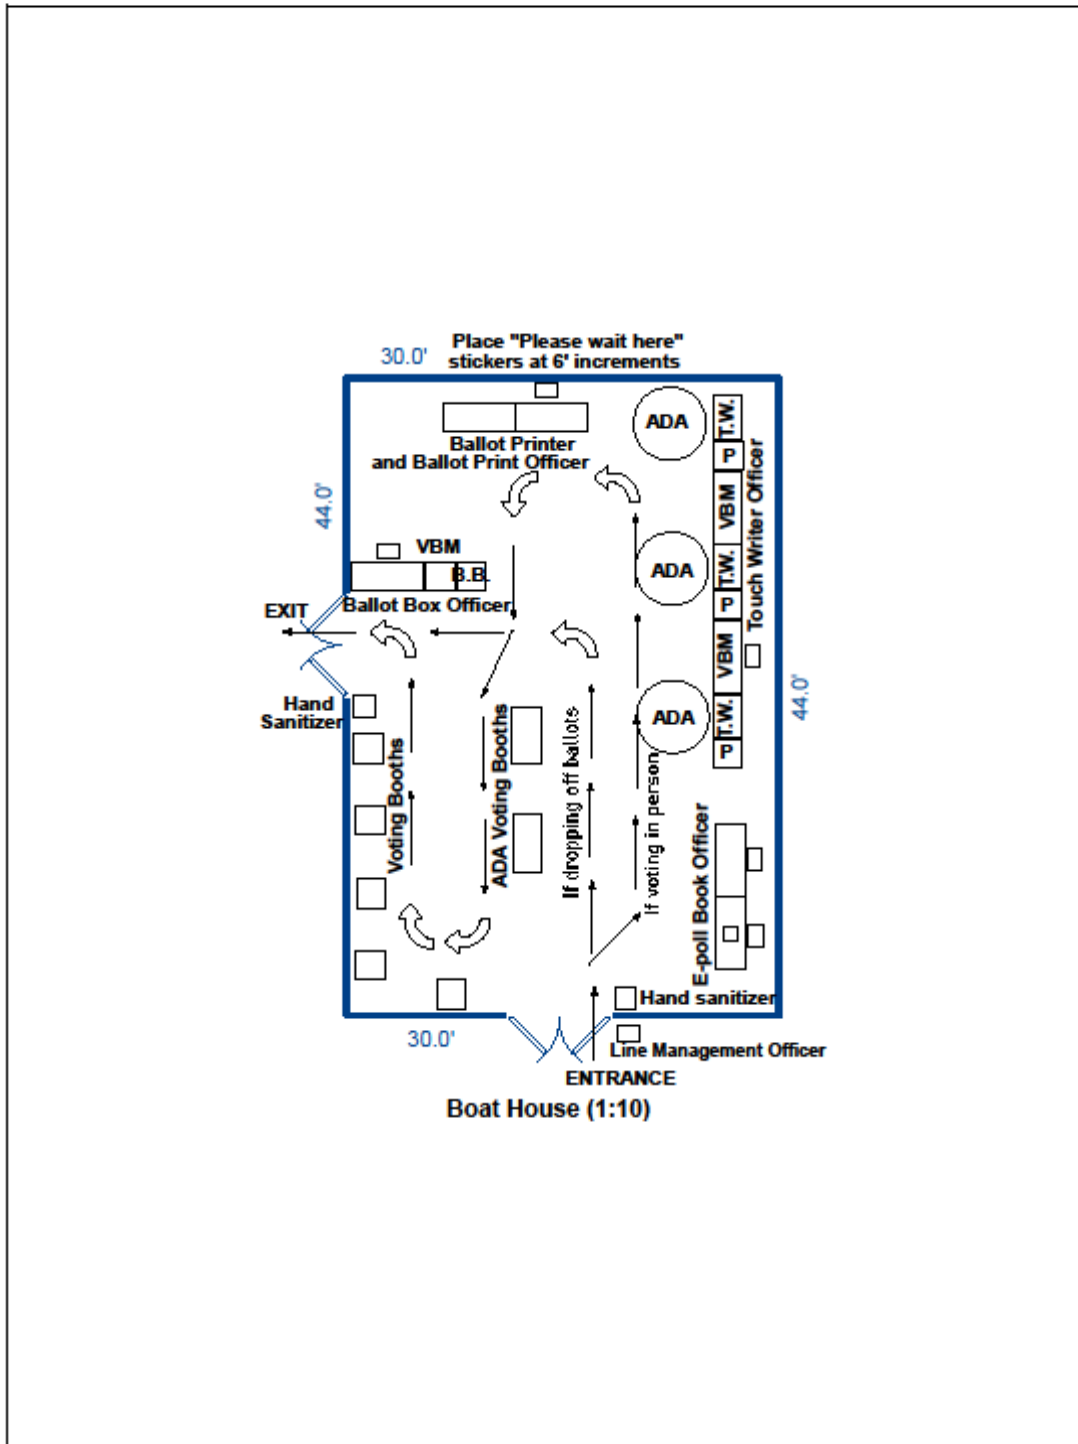 Place "Please wait here"
stickers at 6' increments
30.0'
ADA
T.W.
P
Ballot Printer
and Ballot Print Officer
VBM
Touch Writer Officer
44.0'
VBM
B.B.
Ballot Box Officer
ADA
T.W.
P
EXIT
VBM
Hand
Sanitizer
44.0'
ADA
T.W.
P
Voting Booths
ADA Voting Booths
If dropping off ballots
If voting in person
E-poll Book Officer
Hand sanitizer
30.0'
Line Management Officer
ENTRANCE
Boat House (1:10)